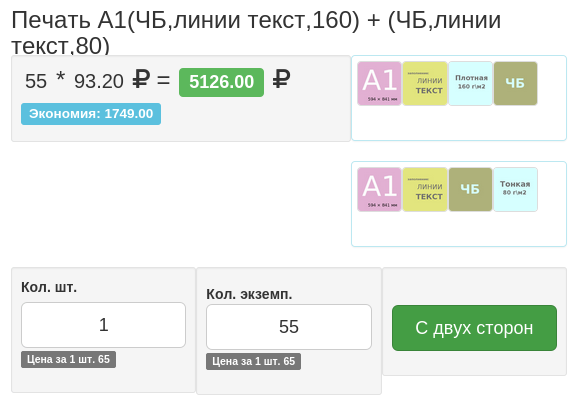 Печать А1(ЧБ,линии текст,160) + (ЧБ,линии
текст,80)
55 * 93.20 ₽ = 5126.00 ₽
Экономия: 1749.00
А1 594 × 841 мм
ЛИНИИ
ТЕКСТ
Плотная
160 г\м2
ЧБ
А1 594 × 841 мм
ЛИНИИ
ТЕКСТ
ЧБ
Тонкая
80 г\м2
Кол. шт.
1
Цена за 1 шт. 65
Кол. экземп.
55
Цена за 1 шт. 65
С двух сторон